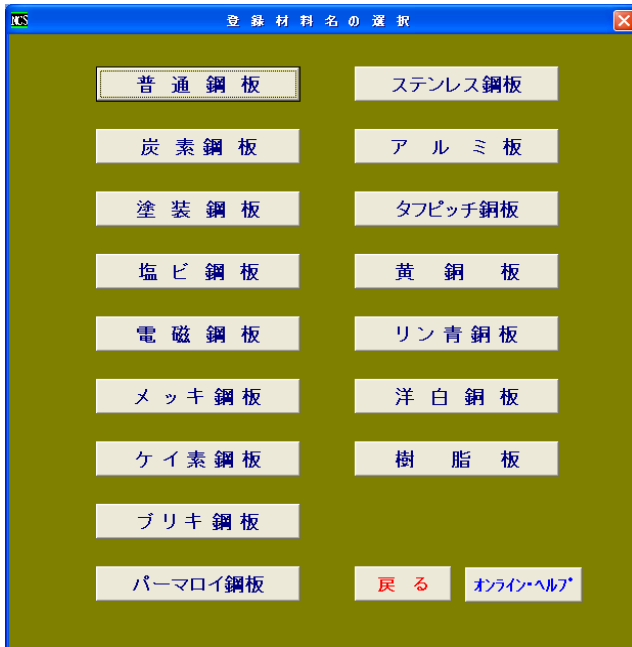 NCS 登録材料名の選択
普通鋼板
ステンレス鋼板
炭素鋼板
アルミ板
塗装鋼板
タフピッチ銅板
塩ビ鋼板
黄銅板
電磁鋼板
リン青銅板
メッキ鋼板
洋白銅板
ケイ素鋼板
樹脂板
ブリキ鋼板
パーマロイ鋼板
戻る
オンライン・ヘルプ